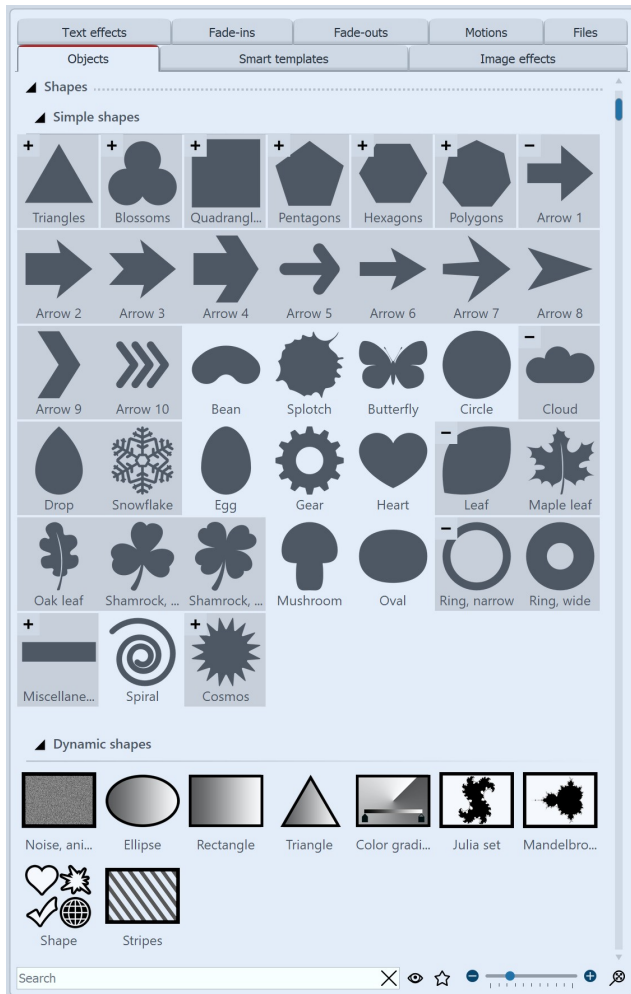 Text effects Fade-ins Fade-outs Motions Files
Objects Smart templates Image effects
Shapes
Simple shapes
Triangles Blossoms Quadrangl... Pentagons Hexagons Polygons Arrow 1
Arrow 2 Arrow 3 Arrow 4 Arrow 5 Arrow 6 Arrow 7 Arrow 8
Arrow 9 Arrow 10 Bean Splotch Butterfly Circle Cloud
Drop Snowflake Egg Gear Heart Leaf Maple leaf
Oak leaf Shamrock, ... Shamrock, ... Mushroom Oval Ring, narrow Ring, wide
Miscellane... Spiral Cosmos
Dynamic shapes
Noise, ani... Ellipse Rectangle Triangle Color gradi... Julia set Mandelbro...
Shape Stripes
Search